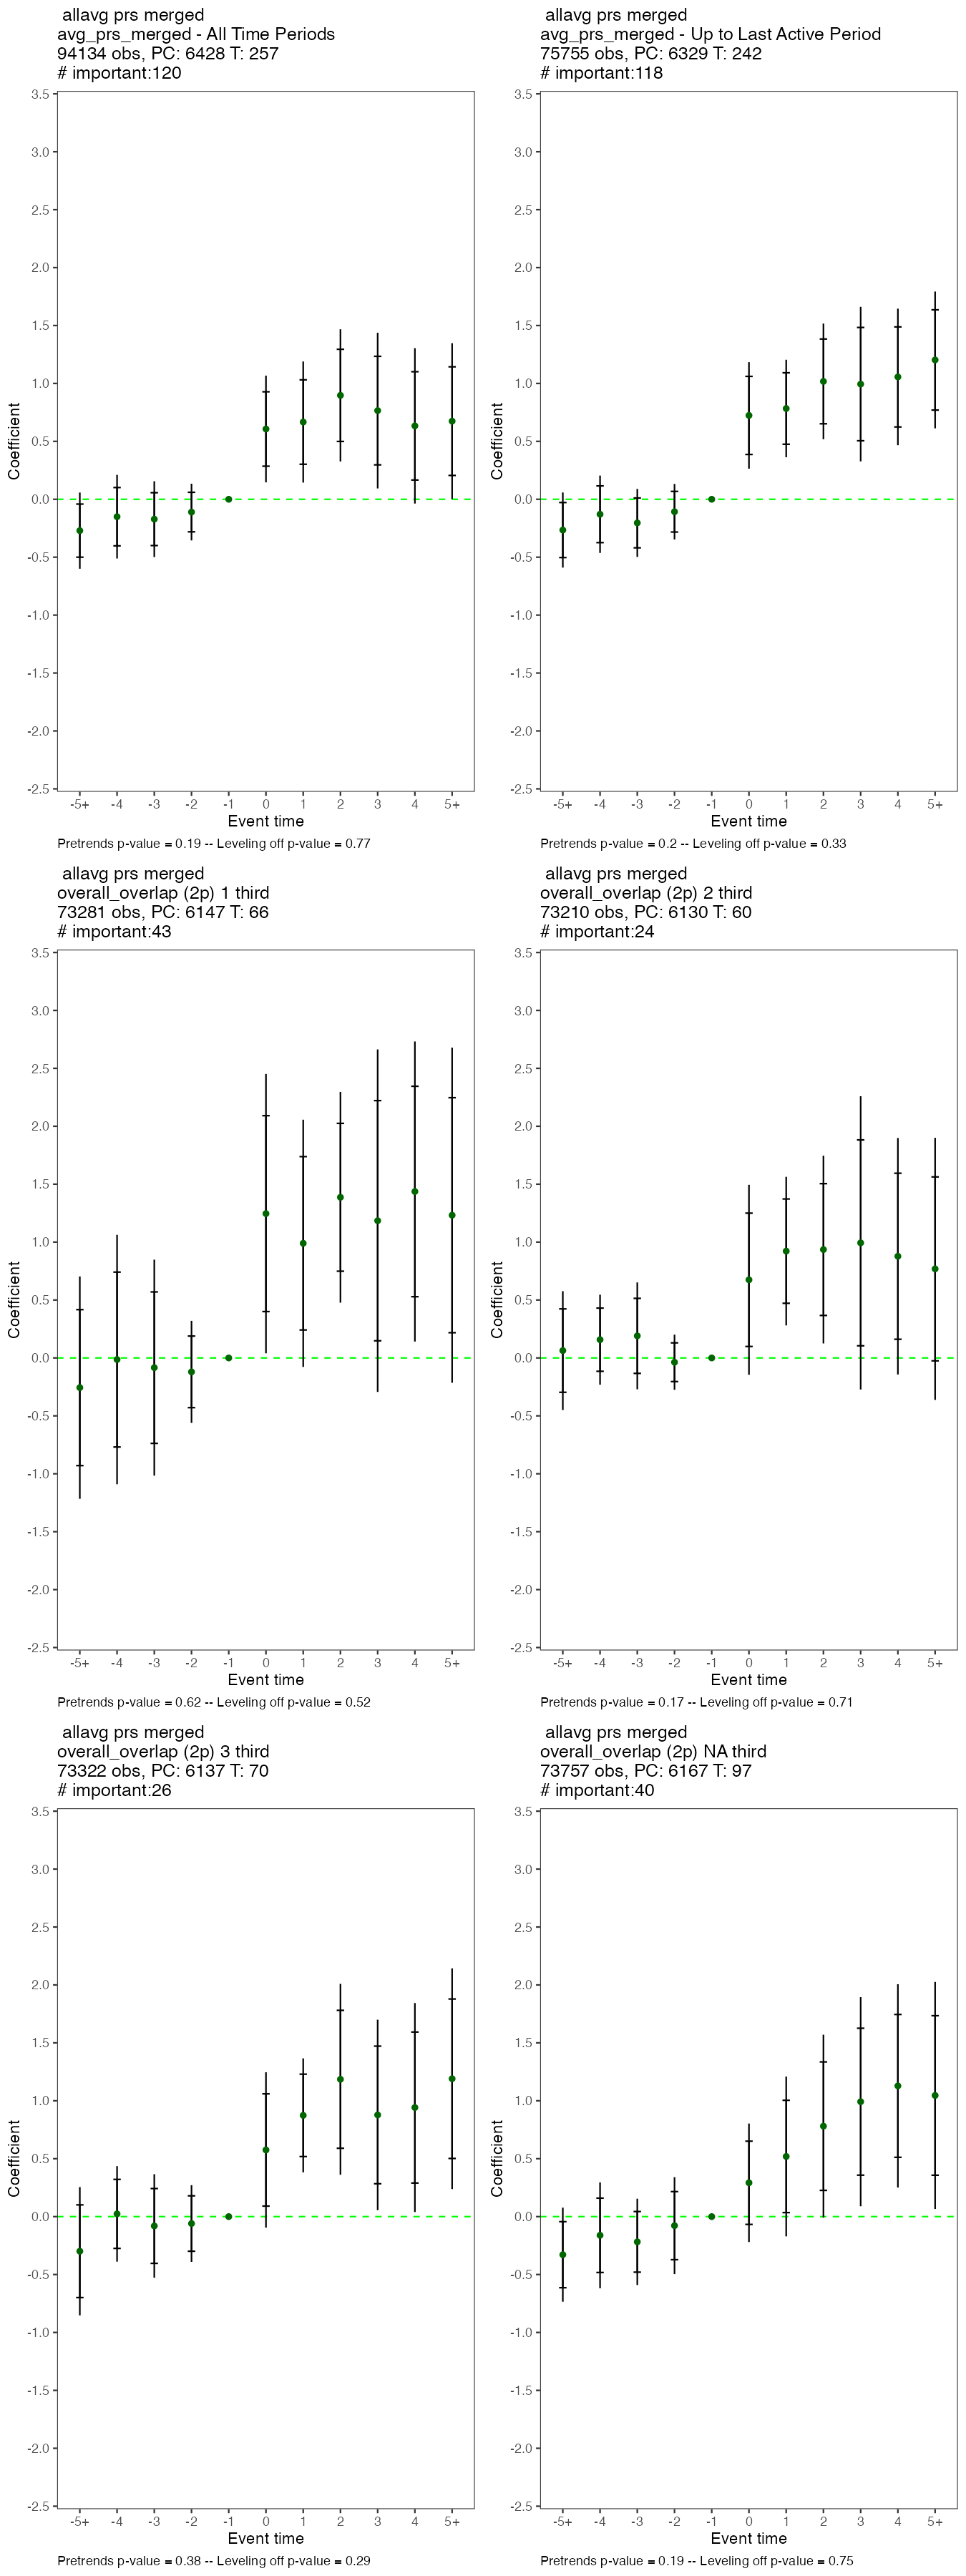 allavg prs merged
avg_prs_merged - All Time Periods
94134 obs, PC: 6428 T: 257
# important:120
3.5
3.0
2.5
2.0
1.5
1.0
0.5
0.0
-0.5
-1.0
-1.5
-2.0
-2.5
Coefficient
-5+ -4 -3 -2 -1 0 1 2 3 4 5+
Event time
Pretrends p-value = 0.19 -- Leveling off p-value = 0.77
allavg prs merged
avg_prs_merged - Up to Last Active Period
75755 obs, PC: 6329 T: 242
# important:118
3.5
3.0
2.5
2.0
1.5
1.0
0.5
0.0
-0.5
-1.0
-1.5
-2.0
-2.5
Coefficient
-5+ -4 -3 -2 -1 0 1 2 3 4 5+
Event time
Pretrends p-value = 0.2 -- Leveling off p-value = 0.33
allavg prs merged
overall_overlap (2p) 1 third
73281 obs, PC: 6147 T: 66
# important:43
3.5
3.0
2.5
2.0
1.5
1.0
0.5
0.0
-0.5
-1.0
-1.5
-2.0
-2.5
Coefficient
-5+ -4 -3 -2 -1 0 1 2 3 4 5+
Event time
Pretrends p-value = 0.62 -- Leveling off p-value = 0.52
allavg prs merged
overall_overlap (2p) 2 third
73210 obs, PC: 6130 T: 60
# important:24
3.5
3.0
2.5
2.0
1.5
1.0
0.5
0.0
-0.5
-1.0
-1.5
-2.0
-2.5
Coefficient
-5+ -4 -3 -2 -1 0 1 2 3 4 5+
Event time
Pretrends p-value = 0.17 -- Leveling off p-value = 0.71
allavg prs merged
overall_overlap (2p) 3 third
73322 obs, PC: 6137 T: 70
# important:26
3.5
3.0
2.5
2.0
1.5
1.0
0.5
0.0
-0.5
-1.0
-1.5
-2.0
-2.5
Coefficient
-5+ -4 -3 -2 -1 0 1 2 3 4 5+
Event time
Pretrends p-value = 0.38 -- Leveling off p-value = 0.29
allavg prs merged
overall_overlap (2p) NA third
73757 obs, PC: 6167 T: 97
# important:40
3.5
3.0
2.5
2.0
1.5
1.0
0.5
0.0
-0.5
-1.0
-1.5
-2.0
-2.5
Coefficient
-5+ -4 -3 -2 -1 0 1 2 3 4 5+
Event time
Pretrends p-value = 0.19 -- Leveling off p-value = 0.75